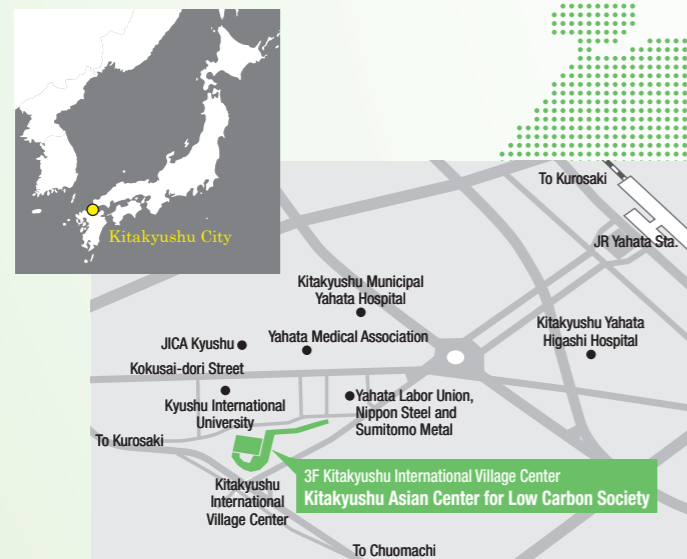 Kitakyushu City
To Kurosaki
JR Yahata Sta.
Kitakyushu Municipal
Yahata Hospital
Kitakyushu Yahata
Higashi Hospital
JICA Kyushu
Yahata Medical Association
Kokusai-dori Street
Kyushu International
University
Yahata Labor Union,
Nippon Steel and
Sumitomo Metal
To Kurosaki
Kitakyushu
International
Village Center
3F Kitakyushu International Village Center
Kitakyushu Asian Center for Low Carbon Society
To Chuomachi